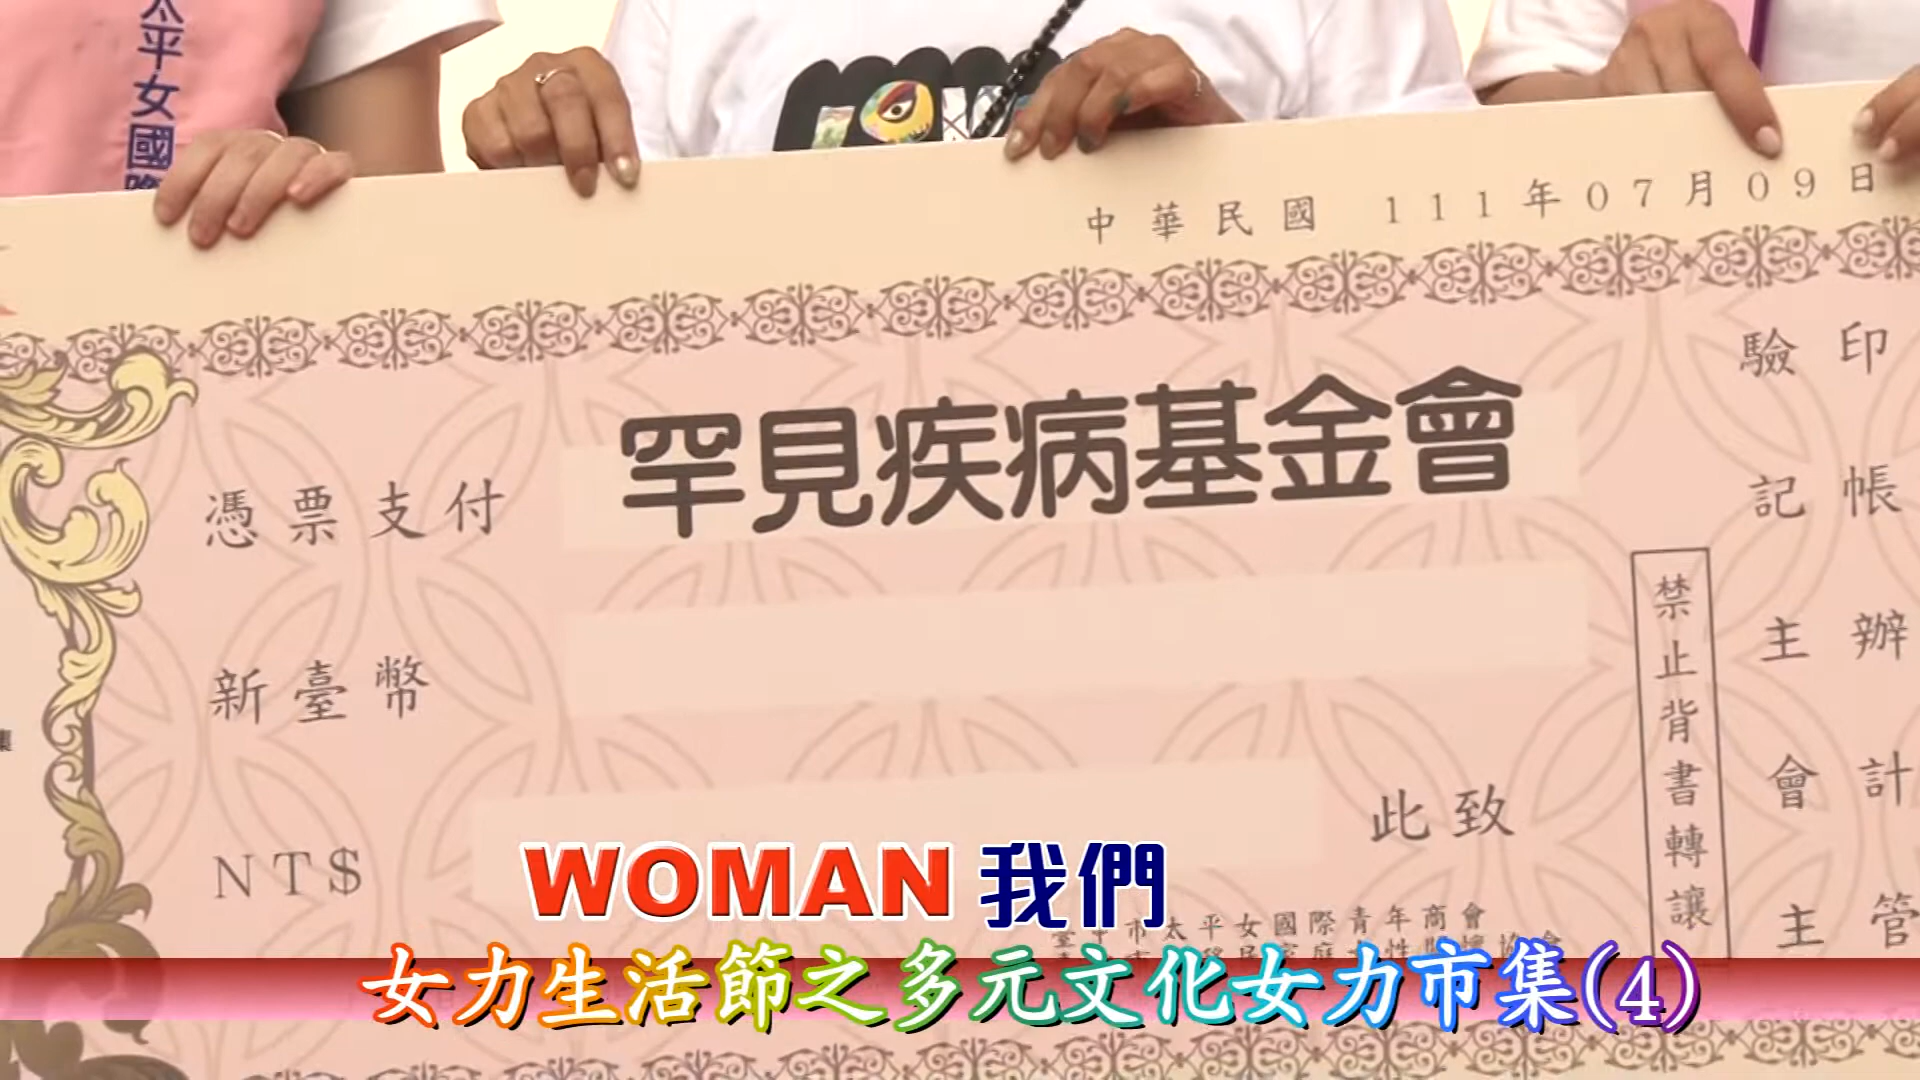 太平女國際
中華民國 111年07月09日
罕見疾病基金會
憑票支付
新臺幣
NT$
此致
禁止背書轉讓
驗印
記帳
主辦
會計
主管
市太平女國際青年商會
WOMAN 我們
女力生活節之多元文化女力市集(4)